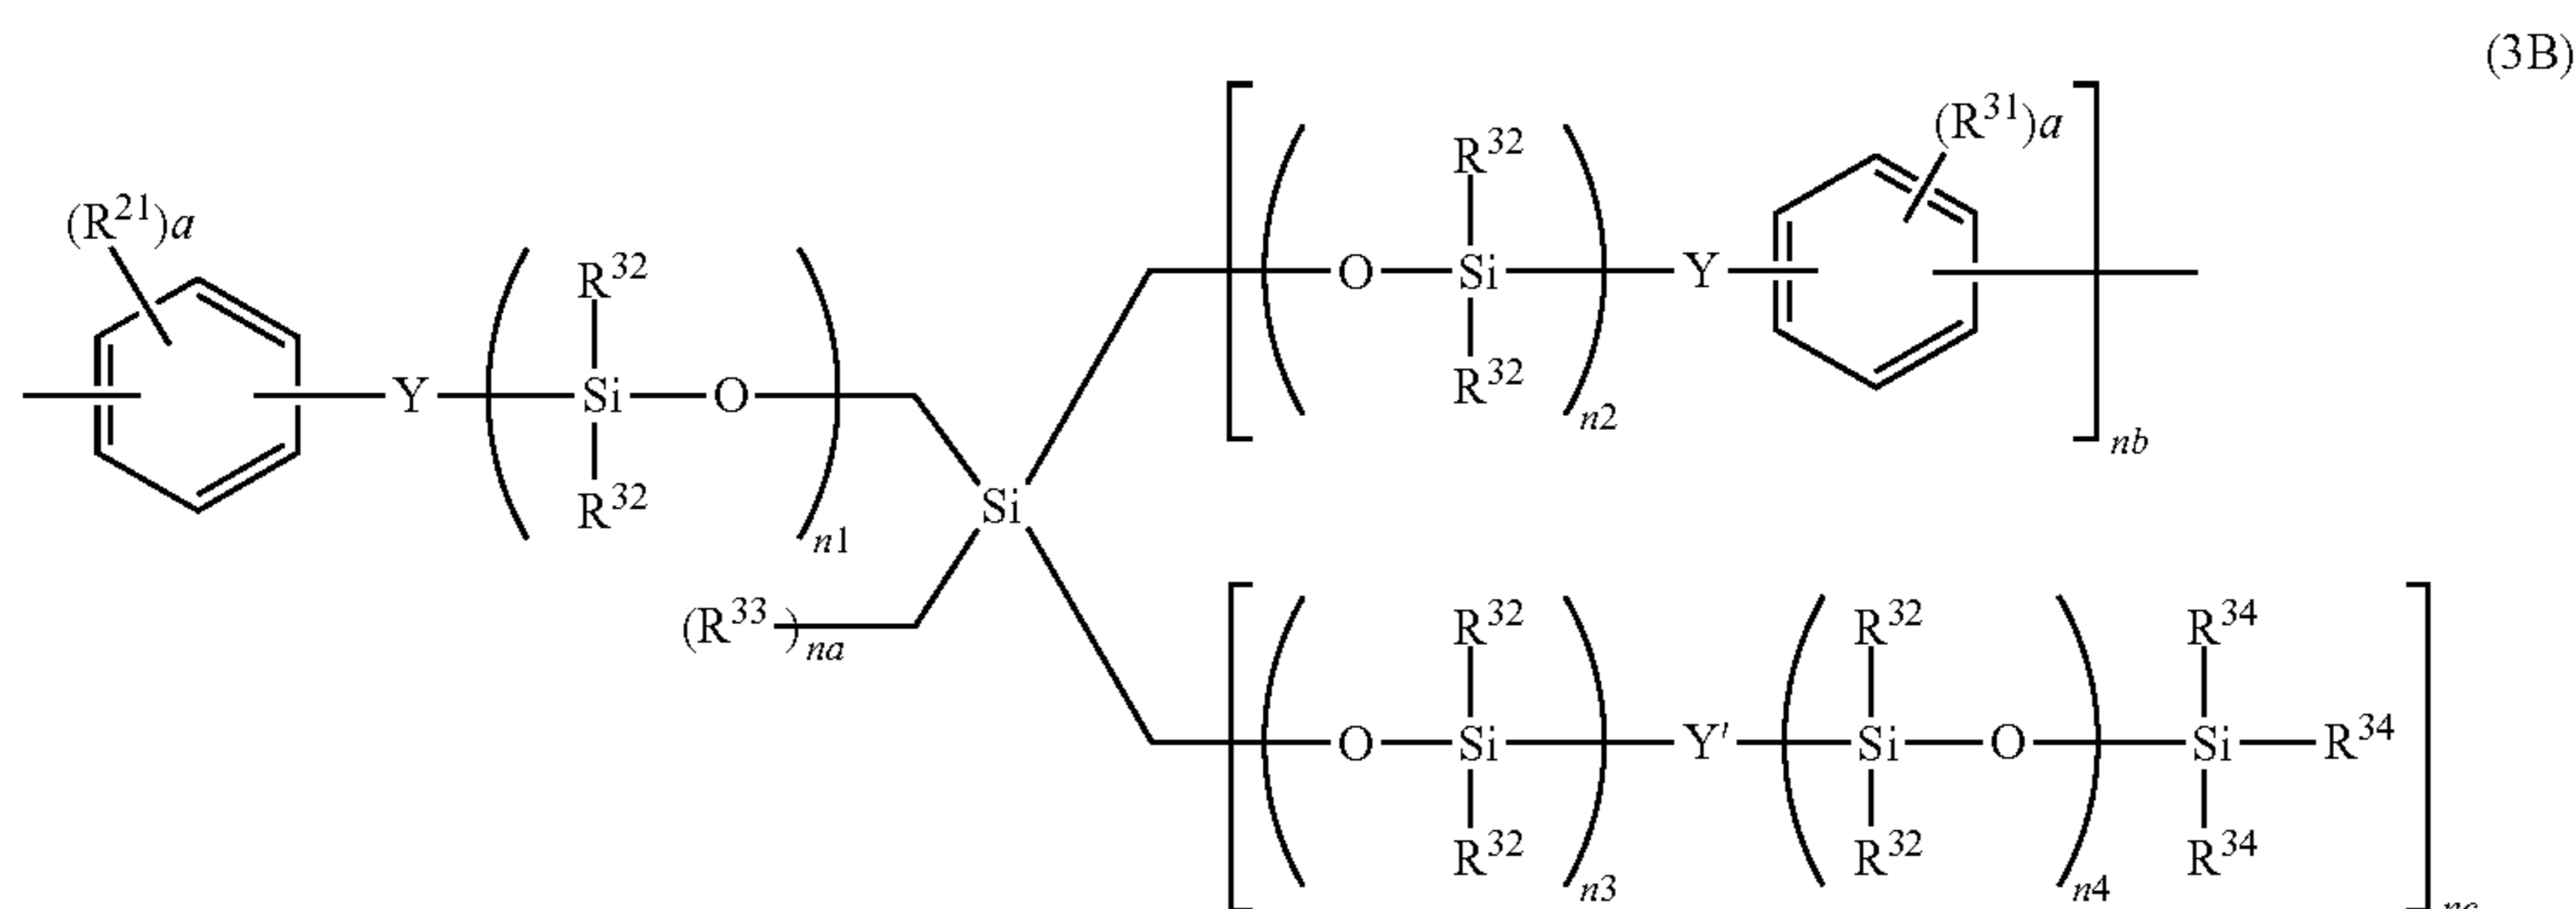 (3B)
(R³¹)a
R³² R³²
(R²¹)a
O—Si—Y
R³² R³²
n2
nb
Y—Si—O
R³²
n1
Si
(R³³)na
R³² R³² R³⁴
O—Si—Y'—Si—O—Si—R³⁴
R³² R³² R³⁴
n3 n4
nc